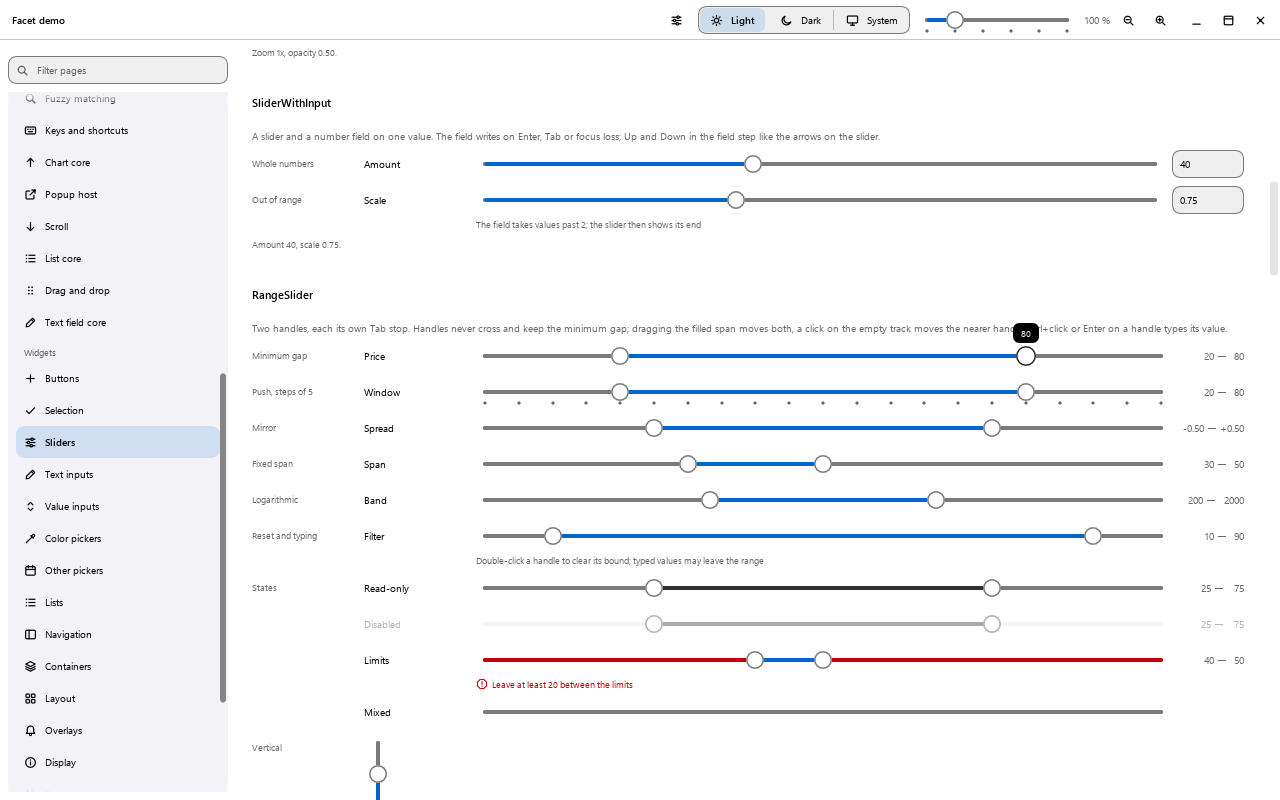 Facet demo
Light
Dark
System
100 %
Filter pages
Fuzzy matching
Keys and shortcuts
Chart core
Popup host
Scroll
List core
Drag and drop
Text field core
Widgets
Buttons
Selection
Sliders
Text inputs
Value inputs
Color pickers
Other pickers
Lists
Navigation
Containers
Layout
Overlays
Display
Zoom 1x, opacity 0.50.
SliderWithInput
A slider and a number field on one value. The field writes on Enter, Tab or focus loss; Up and Down in the field step like the arrows on the slider.
Whole numbers Amount 40
Out of range Scale 0.75
The field takes values past 2; the slider then shows its end
Amount 40, scale 0.75.
RangeSlider
Two handles, each its own Tab stop. Handles never cross and keep the minimum gap; dragging the filled span moves both, a click on the empty track moves the nearer +click or Enter on a handle types its value.
80
Minimum gap Price 20 — 80
Push, steps of 5 Window 20 — 80
Mirror Spread -0.50 — +0.50
Fixed span Span 30 — 50
Logarithmic Band 200 — 2000
Reset and typing Filter 10 — 90
Double-click a handle to clear its bound; typed values may leave the range
States Read-only 25 — 75
Disabled 25 — 75
Limits 40 — 50
Leave at least 20 between the limits
Mixed
Vertical